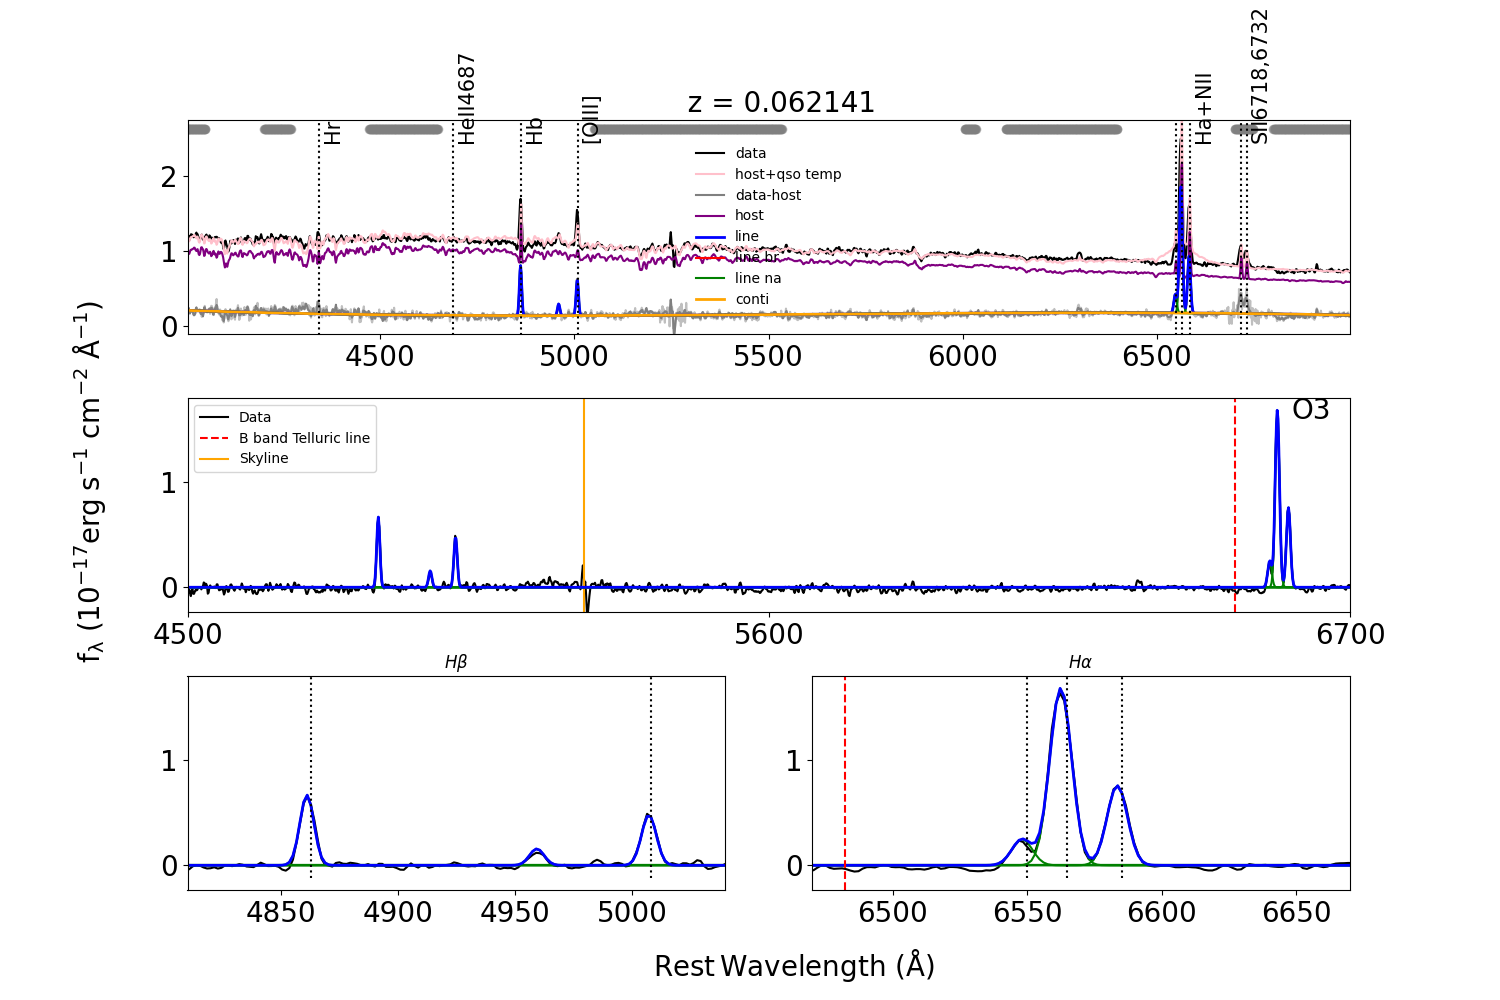 z = 0.062141
Hr
HeII4687
Hb
[OIII]
Ha+NII
SII6718,6732
data
host+qso temp
data-host
host
line
line br
line na
conti
2
1
0
4500 5000 5500 6000 6500
Data
B band Telluric line
Skyline
O3
1
0
4500 5600 6700
fλ (10⁻¹⁷erg s⁻¹ cm⁻² Å⁻¹)
Hβ
1
0
4850 4900 4950 5000
Hα
1
0
6500 6550 6600 6650
Rest Wavelength (Å)